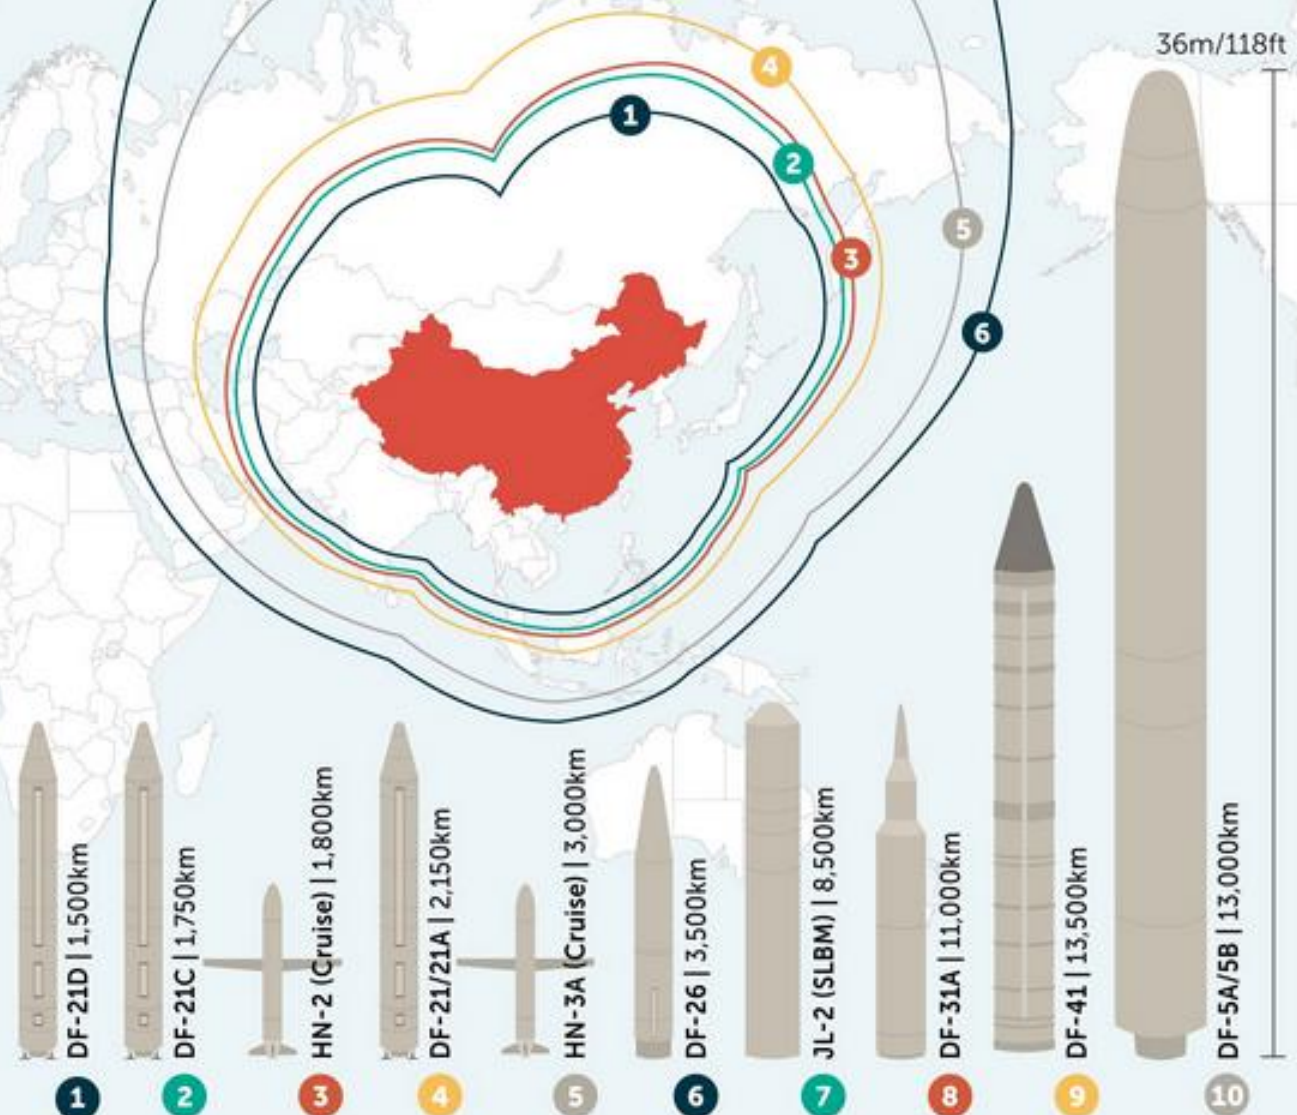 36m/118ft
4
1
2
5
3
6
DF-21D | 1,500km
DF-21C | 1,750km
HN-2 (Cruise) | 1,800km
DF-21/21A | 2,150km
HN-3A (Cruise) | 3,000km
DF-26 | 3,500km
JL-2 (SLBM) | 8,500km
DF-31A | 11,000km
DF-41 | 13,500km
DF-5A/5B | 13,000km
1
2
3
4
5
6
7
8
9
10